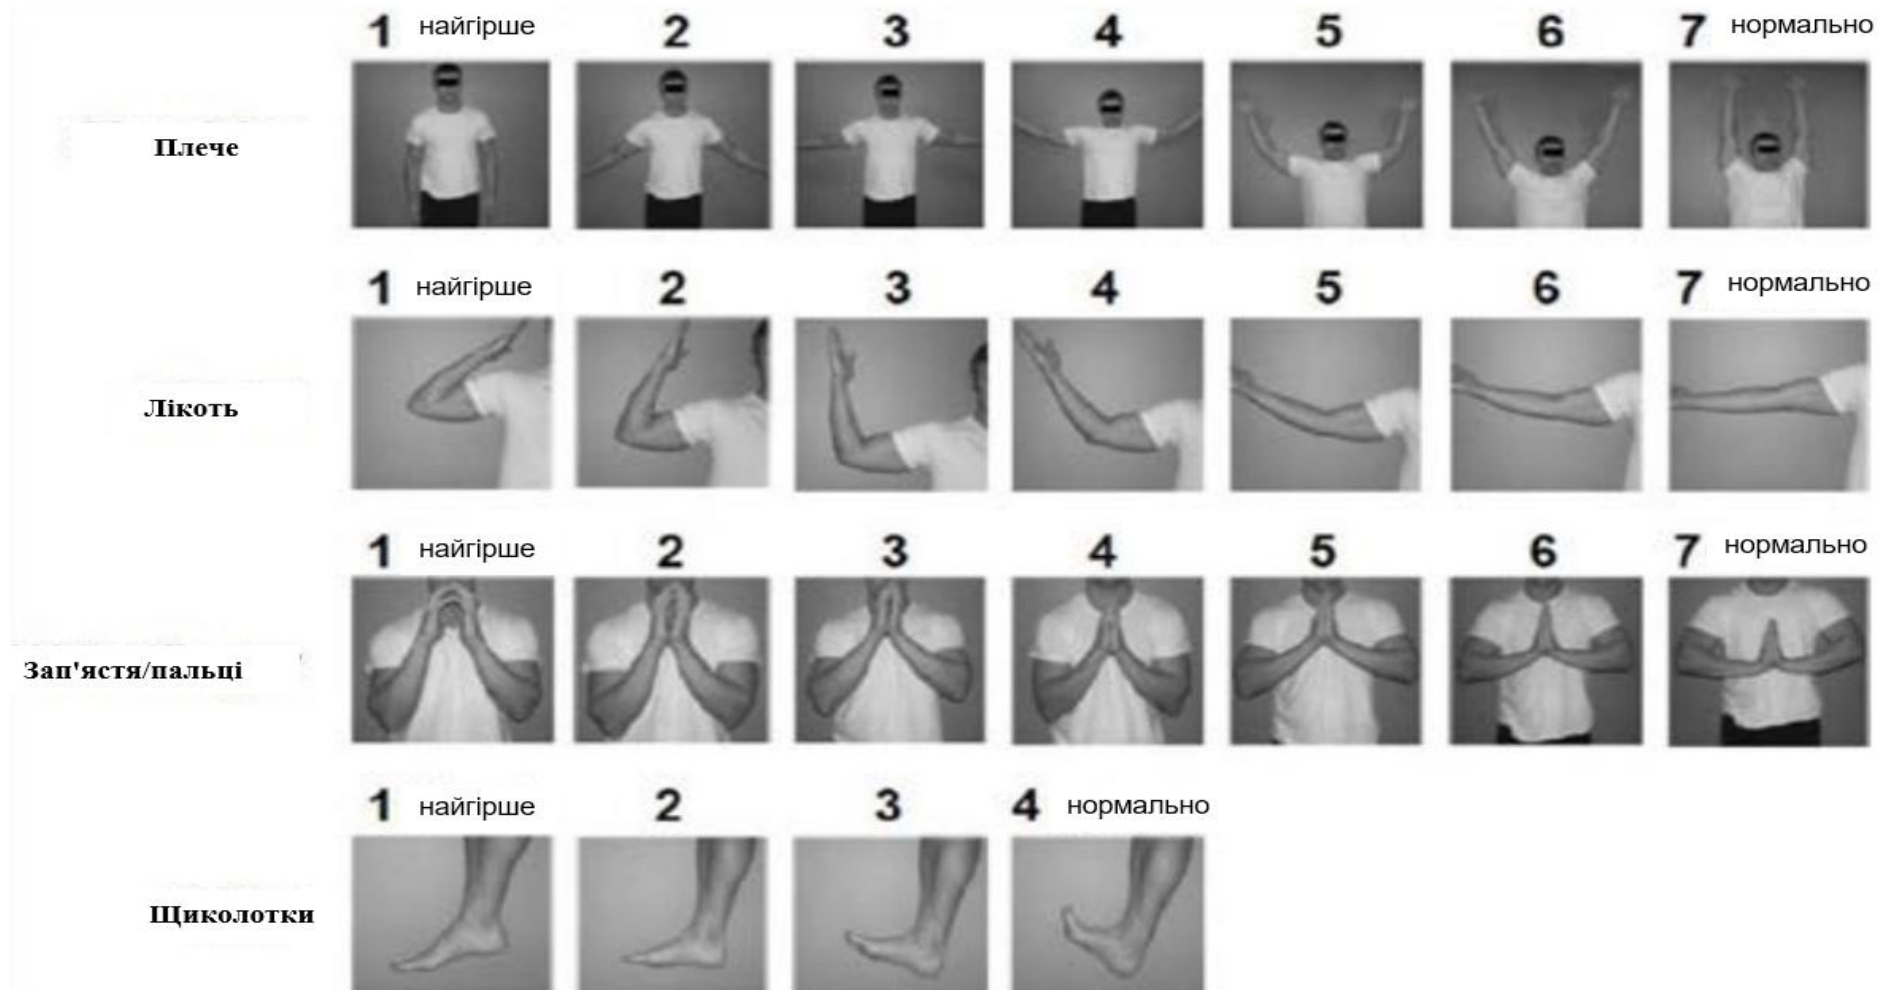 1 найгірше 2 3 4 5 6 7 нормально
Плече
1 найгірше 2 3 4 5 6 7 нормально
Лікоть
1 найгірше 2 3 4 5 6 7 нормально
Зап'ястя/пальці
1 найгірше 2 3 4 нормально
Щиколотки